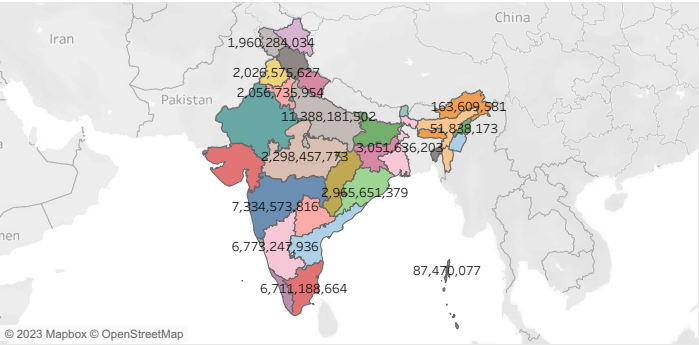 China
Iran
1,960,284,034
2,026,575,627
2,056,735,954
Pakistan
163,609,581
11,388,181,502
51,838,173
3,051,636,203
2,298,457,773
2,965,651,379
7,334,573,816
men
6,773,247,936
87,470,077
6,711,188,664
© 2023 Mapbox © OpenStreetMap